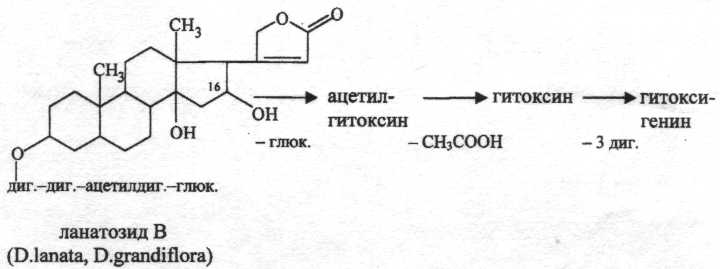 O
O
CH3
CH3
16
OH
OH
O
диг.–диг.–ацетилдиг.–глюк.
ацетил-
гитоксин
– глюк.
гитоксин
– CH3COOH
гитокси-
генин
– 3 диг.
ланатозид B
(D.lanata, D.grandiflora)